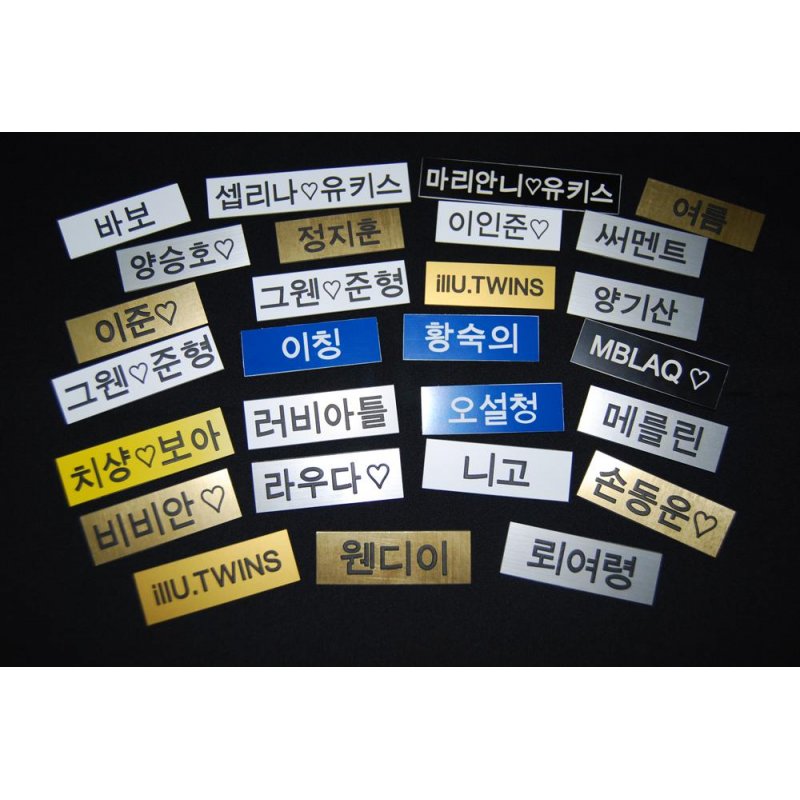 바보
셉리나♡유키스
마리안니♡유키스
여름
양승호♡
정지훈
이인준♡
써멘트
이준♡
그웬♡준형
illU.TWINS
양기산
그웬♡준형
이칭
황숙의
MBLAQ ♡
치샹♡보아
러비아틀
오설청
메를린
비비안♡
라우다♡
니고
손동운♡
illU.TWINS
웬디이
뢰여령